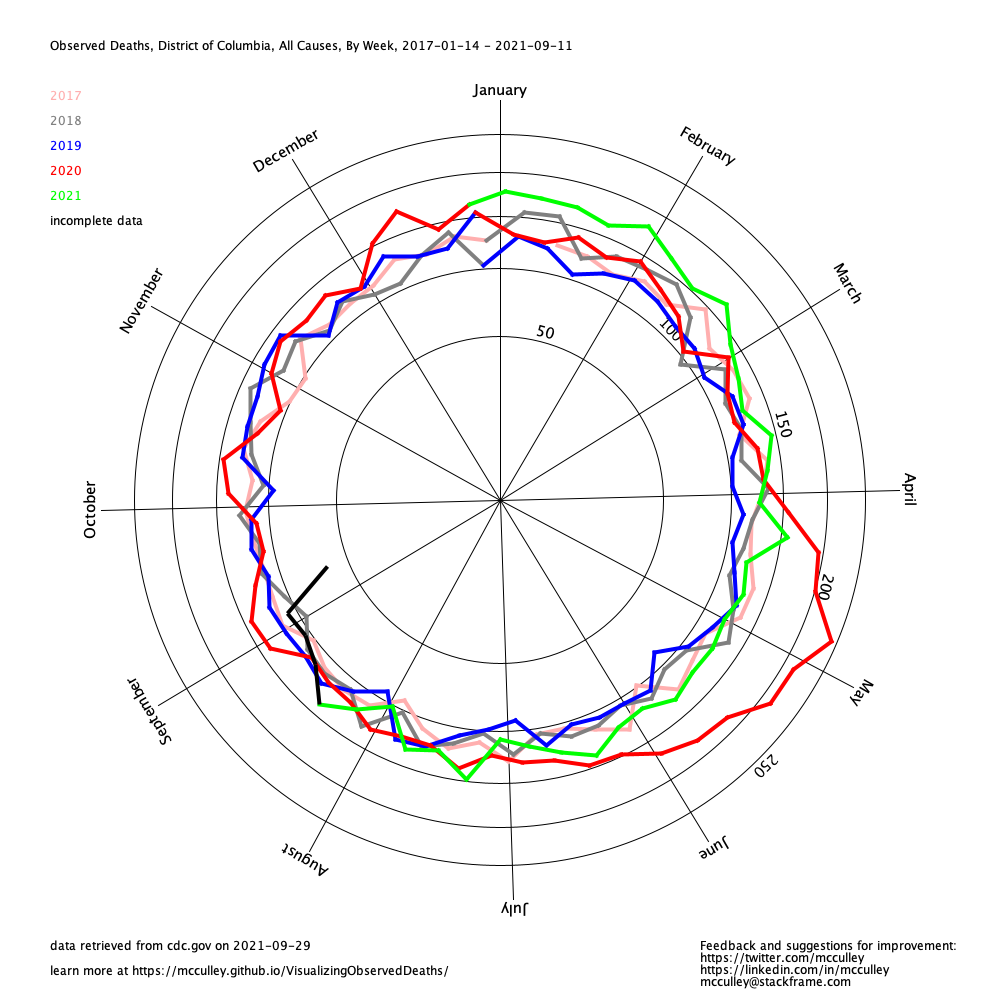 Observed Deaths, District of Columbia, All Causes, By Week, 2017-01-14 - 2021-09-11
January
2017
2018
2019
2020
2021
incomplete data
December
February
November
March
50
100
150
October
April
200
September
May
250
August
June
July
data retrieved from cdc.gov on 2021-09-29
learn more at https://mcculley.github.io/VisualizingObservedDeaths/
Feedback and suggestions for improvement:
https://twitter.com/mcculley
https://linkedin.com/in/mcculley
mcculley@stackframe.com